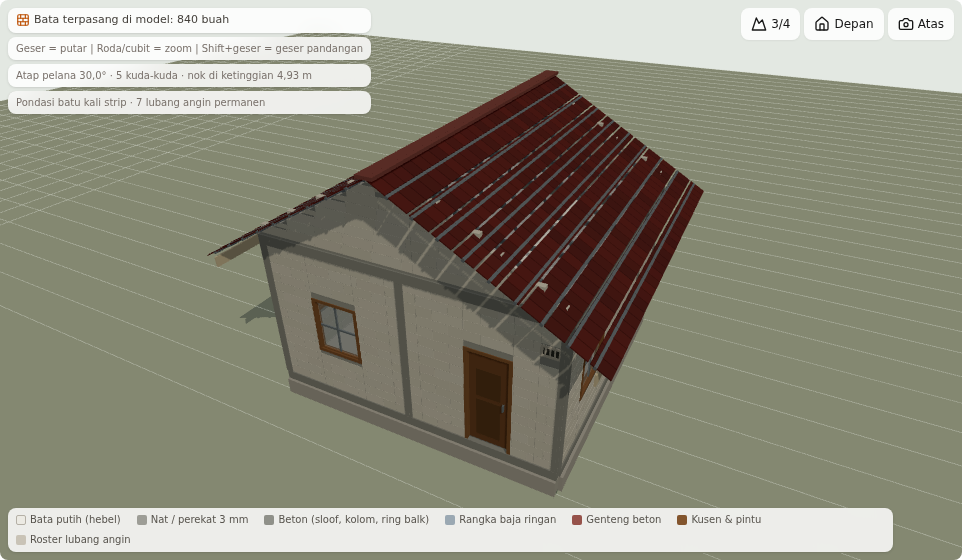 Bata terpasang di model: 840 buah
3/4
Depan
Atas
Geser = putar | Roda/cubit = zoom | Shift+geser = geser pandangan
Atap pelana 30,0° · 5 kuda-kuda · nok di ketinggian 4,93 m
Pondasi batu kali strip · 7 lubang angin permanen
Bata putih (hebel)
Nat / perekat 3 mm
Beton (sloof, kolom, ring balk)
Rangka baja ringan
Genteng beton
Kusen & pintu
Roster lubang angin